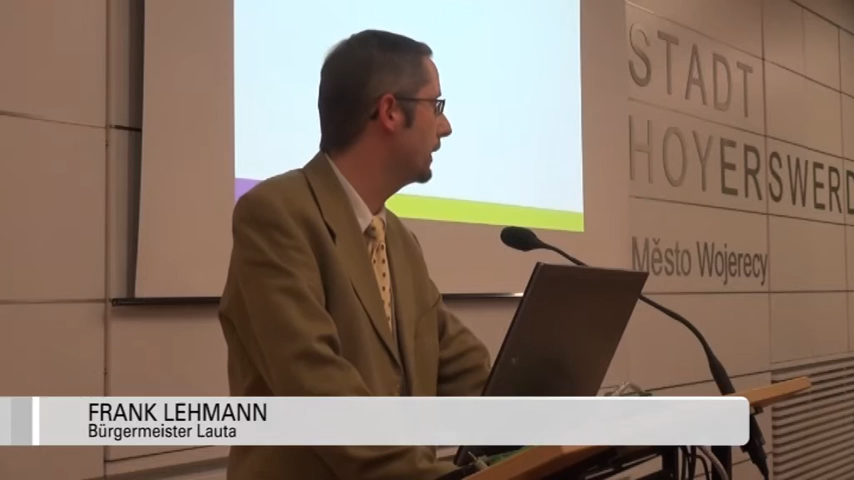 STADT
HOYERSWERD
Město Wojerecy
FRANK LEHMANN
Bürgermeister Lauta